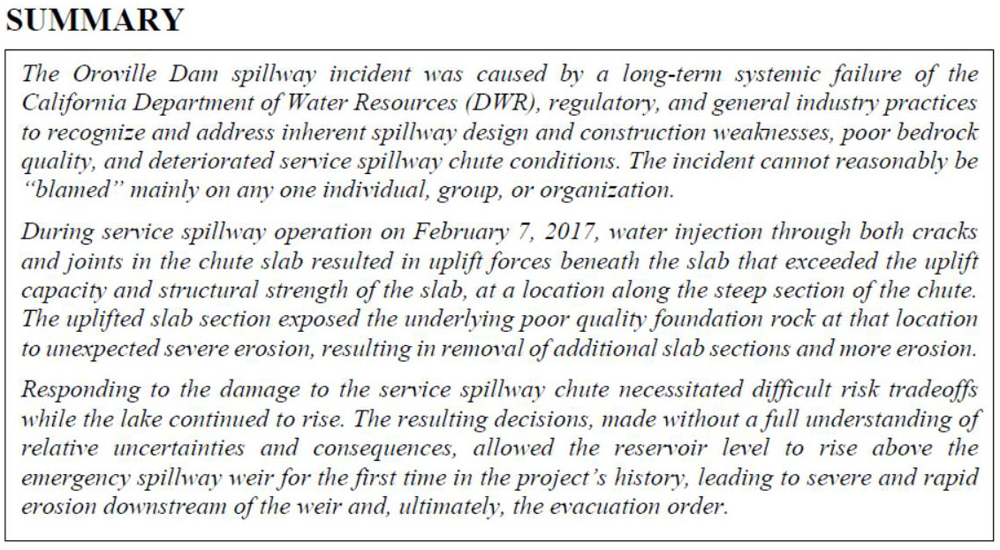 SUMMARY
The Oroville Dam spillway incident was caused by a long-term systemic failure of the
California Department of Water Resources (DWR), regulatory, and general industry practices
to recognize and address inherent spillway design and construction weaknesses, poor bedrock
quality, and deteriorated service spillway chute conditions. The incident cannot reasonably be
“blamed” mainly on any one individual, group, or organization.
During service spillway operation on February 7, 2017, water injection through both cracks
and joints in the chute slab resulted in uplift forces beneath the slab that exceeded the uplift
capacity and structural strength of the slab, at a location along the steep section of the chute.
The uplifted slab section exposed the underlying poor quality foundation rock at that location
to unexpected severe erosion, resulting in removal of additional slab sections and more erosion.
Responding to the damage to the service spillway chute necessitated difficult risk tradeoffs
while the lake continued to rise. The resulting decisions, made without a full understanding of
relative uncertainties and consequences, allowed the reservoir level to rise above the
emergency spillway weir for the first time in the project’s history, leading to severe and rapid
erosion downstream of the weir and, ultimately, the evacuation order.